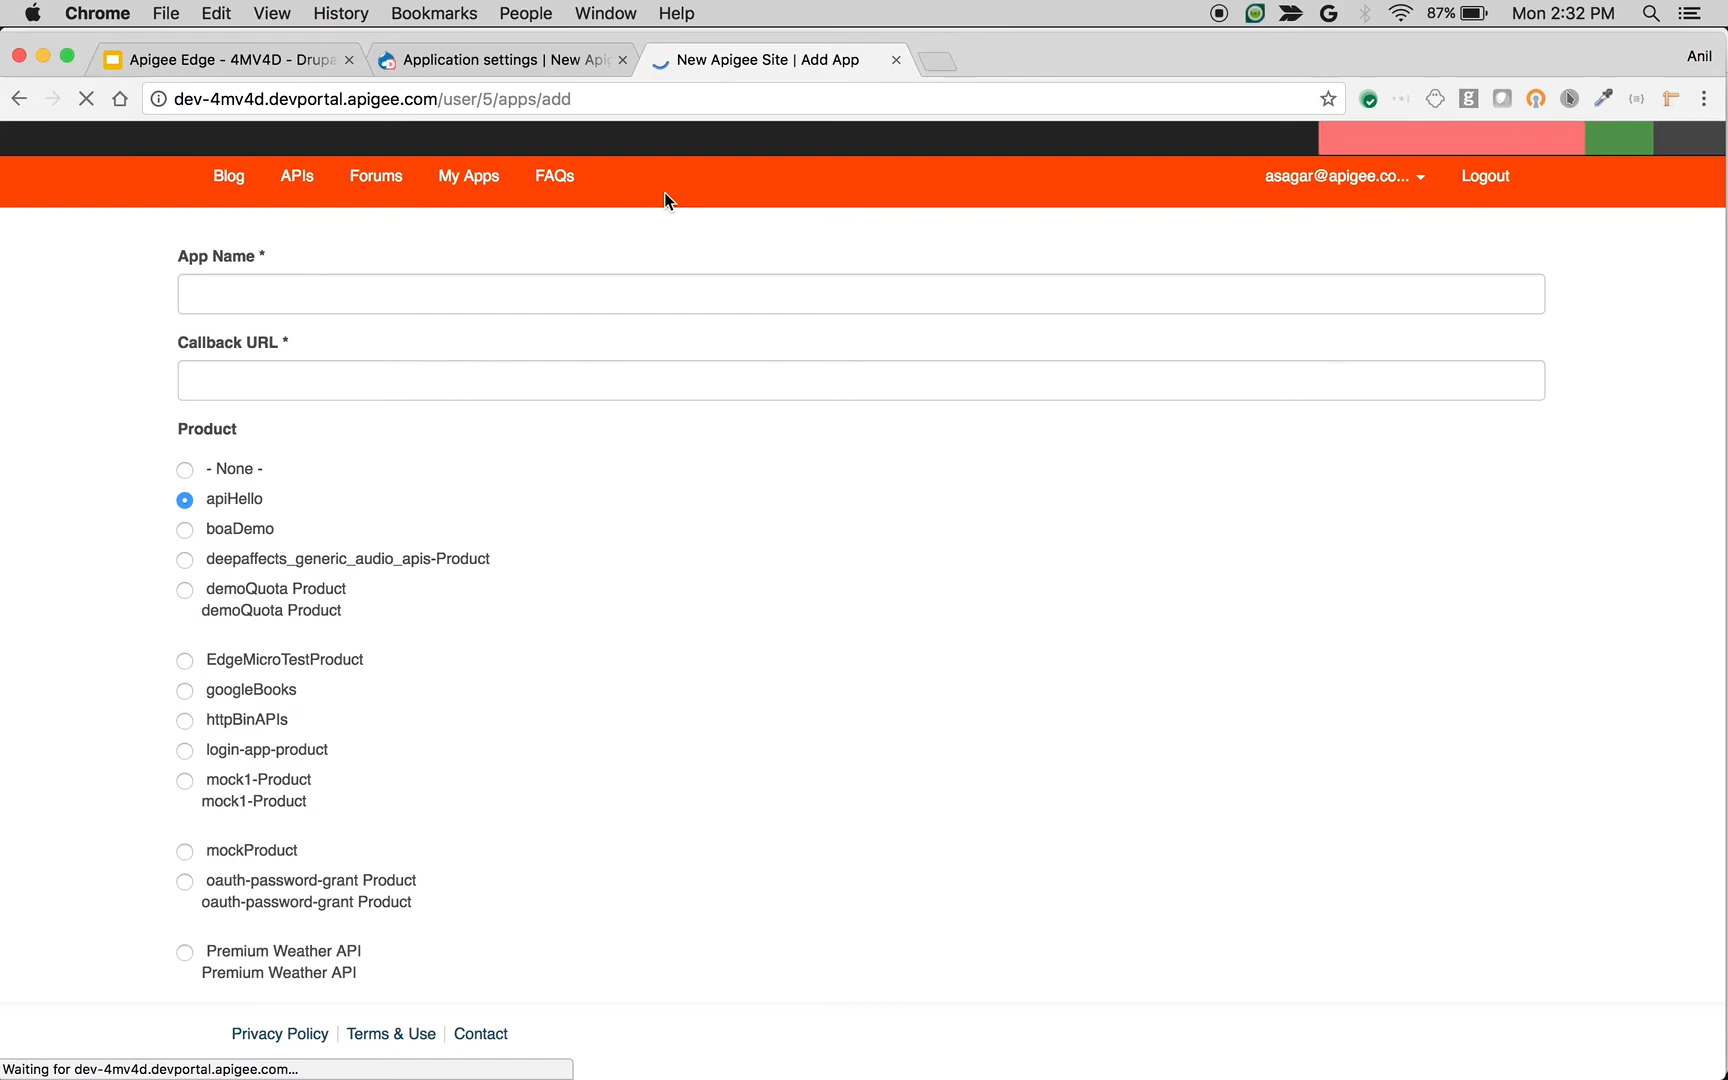 Chrome File Edit View History Bookmarks People Window Help 87% Mon 2:32 PM
Apigee Edge - 4MV4D - Drupa Application settings | New Apig New Apigee Site | Add App Anil
dev-4mv4d.devportal.apigee.com/user/5/apps/add
Blog APIs Forums My Apps FAQs asagar@apigee.co... Logout
App Name *
Callback URL *
Product
- None -
apiHello
boaDemo
deepaffects_generic_audio_apis-Product
demoQuota Product
demoQuota Product
EdgeMicroTestProduct
googleBooks
httpBinAPIs
login-app-product
mock1-Product
mock1-Product
mockProduct
oauth-password-grant Product
oauth-password-grant Product
Premium Weather API
Premium Weather API
Privacy Policy Terms & Use Contact
Waiting for dev-4mv4d.devportal.apigee.com...